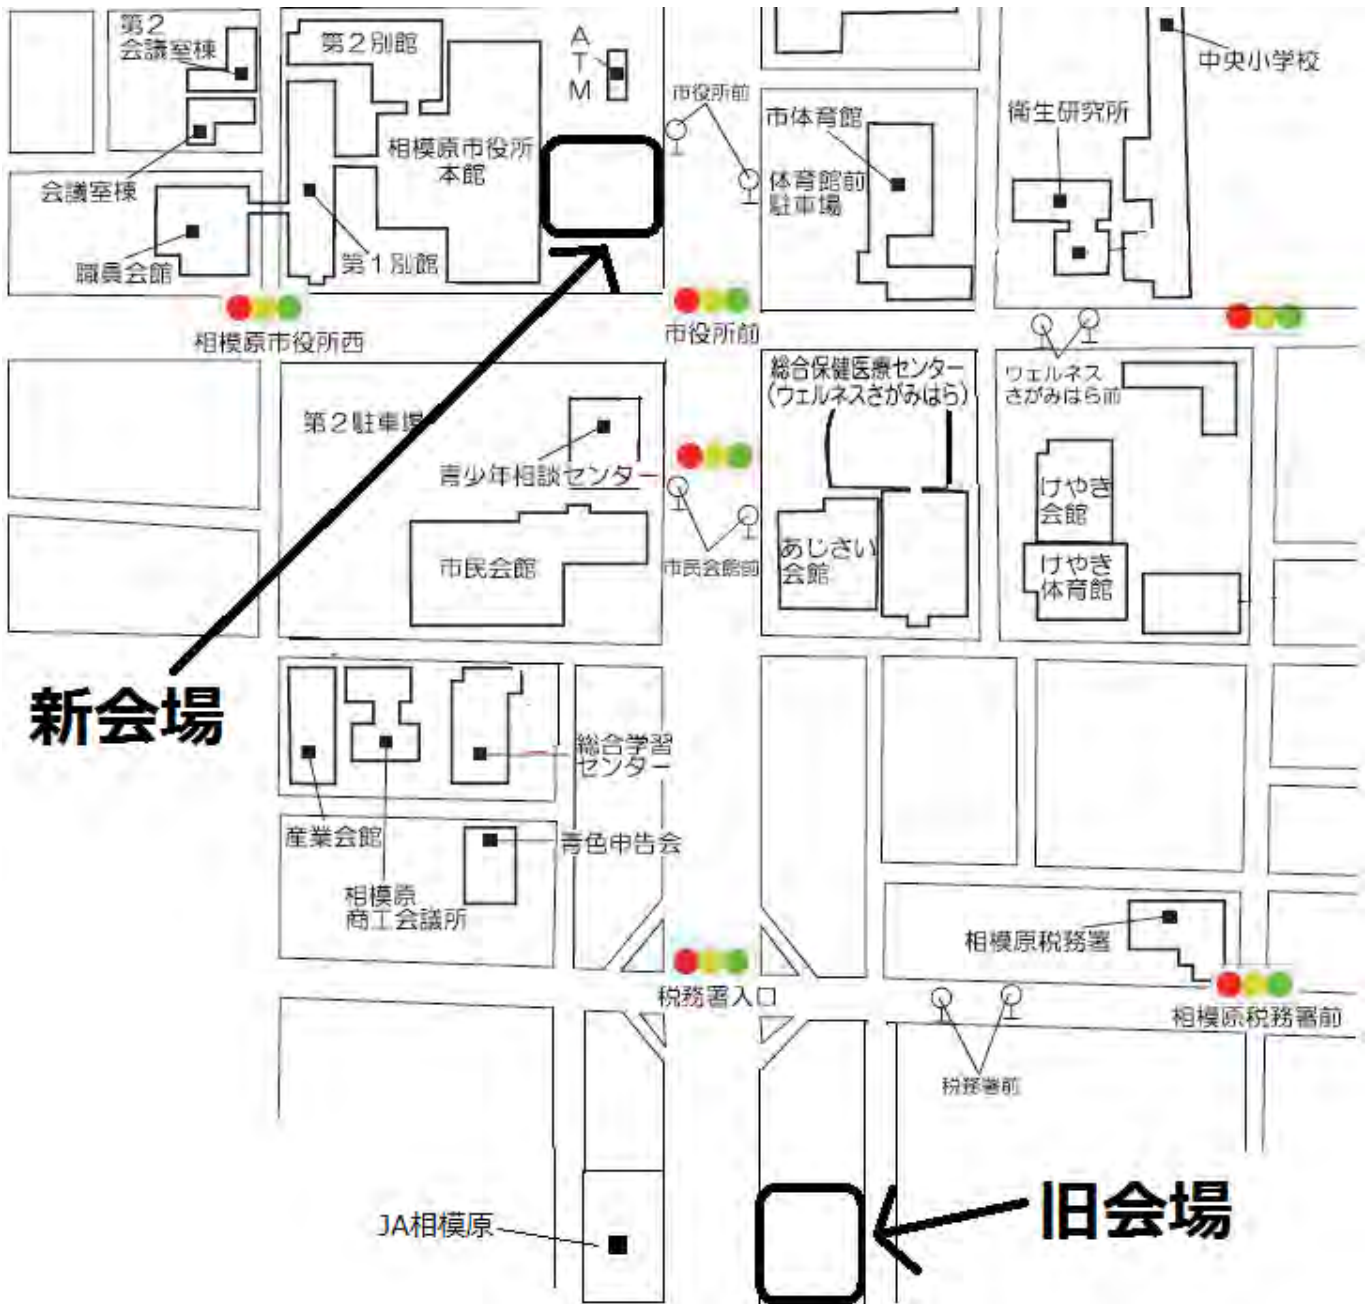 第2
会議室棟
第2別館
A
T
M
中央小学校
市役所前
市体育館
衛生研究所
相模原市役所
本館
会議室棟
体育館前
駐車場
職員会館
第1別館
相模原市役所西
市役所前
総合保健医療センター
(ウェルネスさがみはら)
ウェルネス
さがみはら前
第2駐車場
青少年相談センター
けやき
会館
市民会館
市民会館前
あじさい
会館
けやき
体育館
新会場
総合学習
センター
産業会館
青色申告会
相模原
商工会議所
相模原税務署
税務署入口
相模原税務署前
税務署前
JA相模原
旧会場